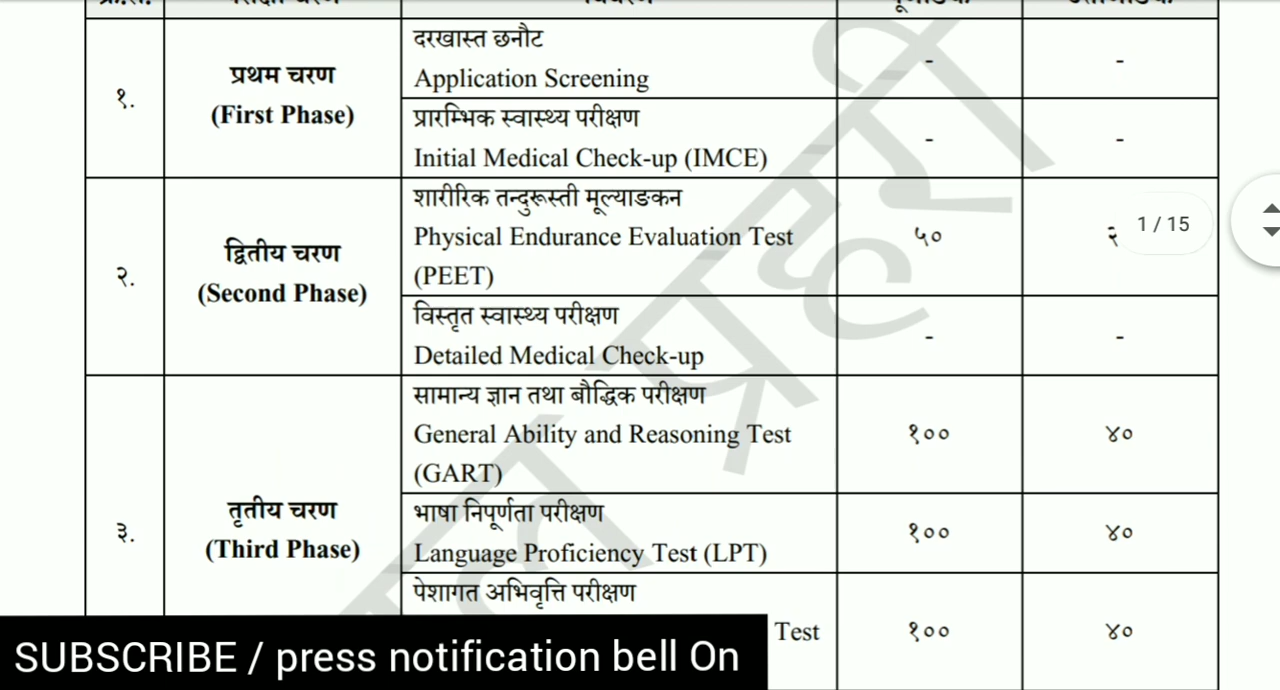 १.
प्रथम चरण
(First Phase)
दरखास्त छनौट
Application Screening
-
-
प्रारम्भिक स्वास्थ्य परीक्षण
Initial Medical Check-up (IMCE)
-
-
२.
द्वितीय चरण
(Second Phase)
शारीरिक तन्दुरूस्ती मूल्याङकन
Physical Endurance Evaluation Test
(PEET)
५०
1 / 15
विस्तृत स्वास्थ्य परीक्षण
Detailed Medical Check-up
-
-
३.
तृतीय चरण
(Third Phase)
सामान्य ज्ञान तथा बौद्धिक परीक्षण
General Ability and Reasoning Test
(GART)
१००
४०
भाषा निपूर्णता परीक्षण
Language Proficiency Test (LPT)
१००
४०
पेशागत अभिवृत्ति परीक्षण
Test
१००
४०
SUBSCRIBE / press notification bell On